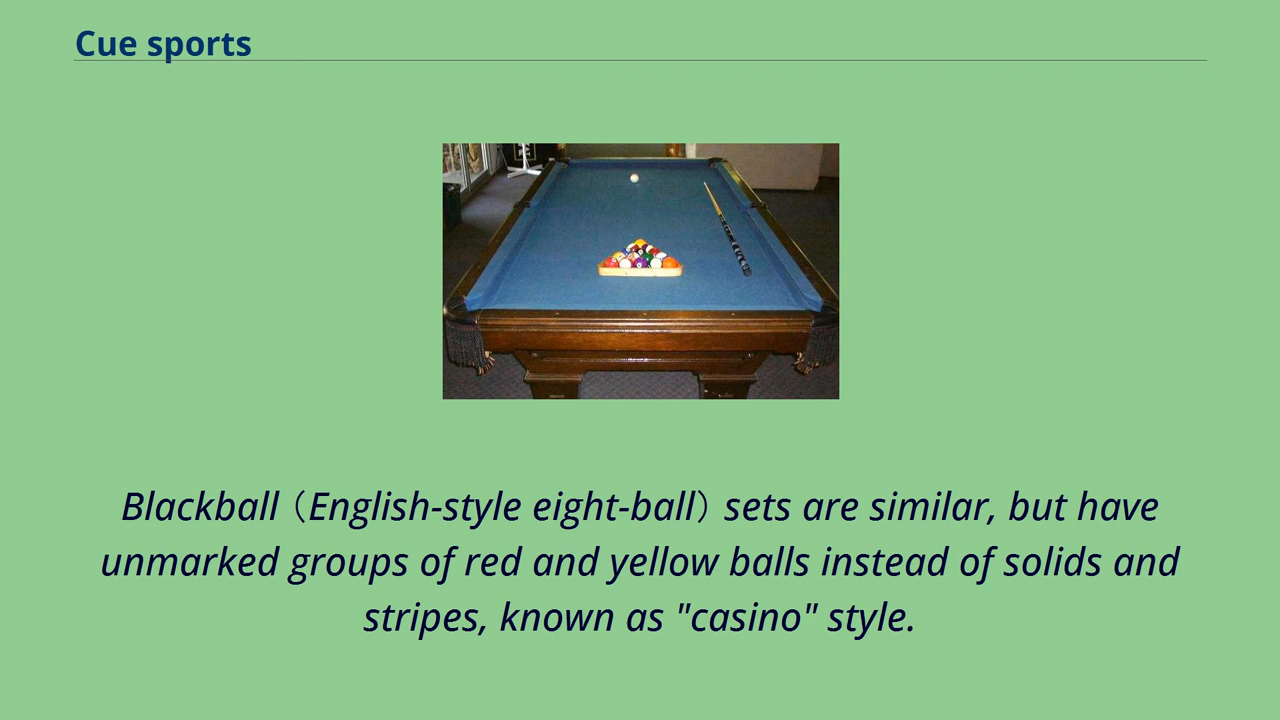 Cue sports
Blackball（English-style eight-ball）sets are similar, but have
unmarked groups of red and yellow balls instead of solids and
stripes, known as "casino" style.